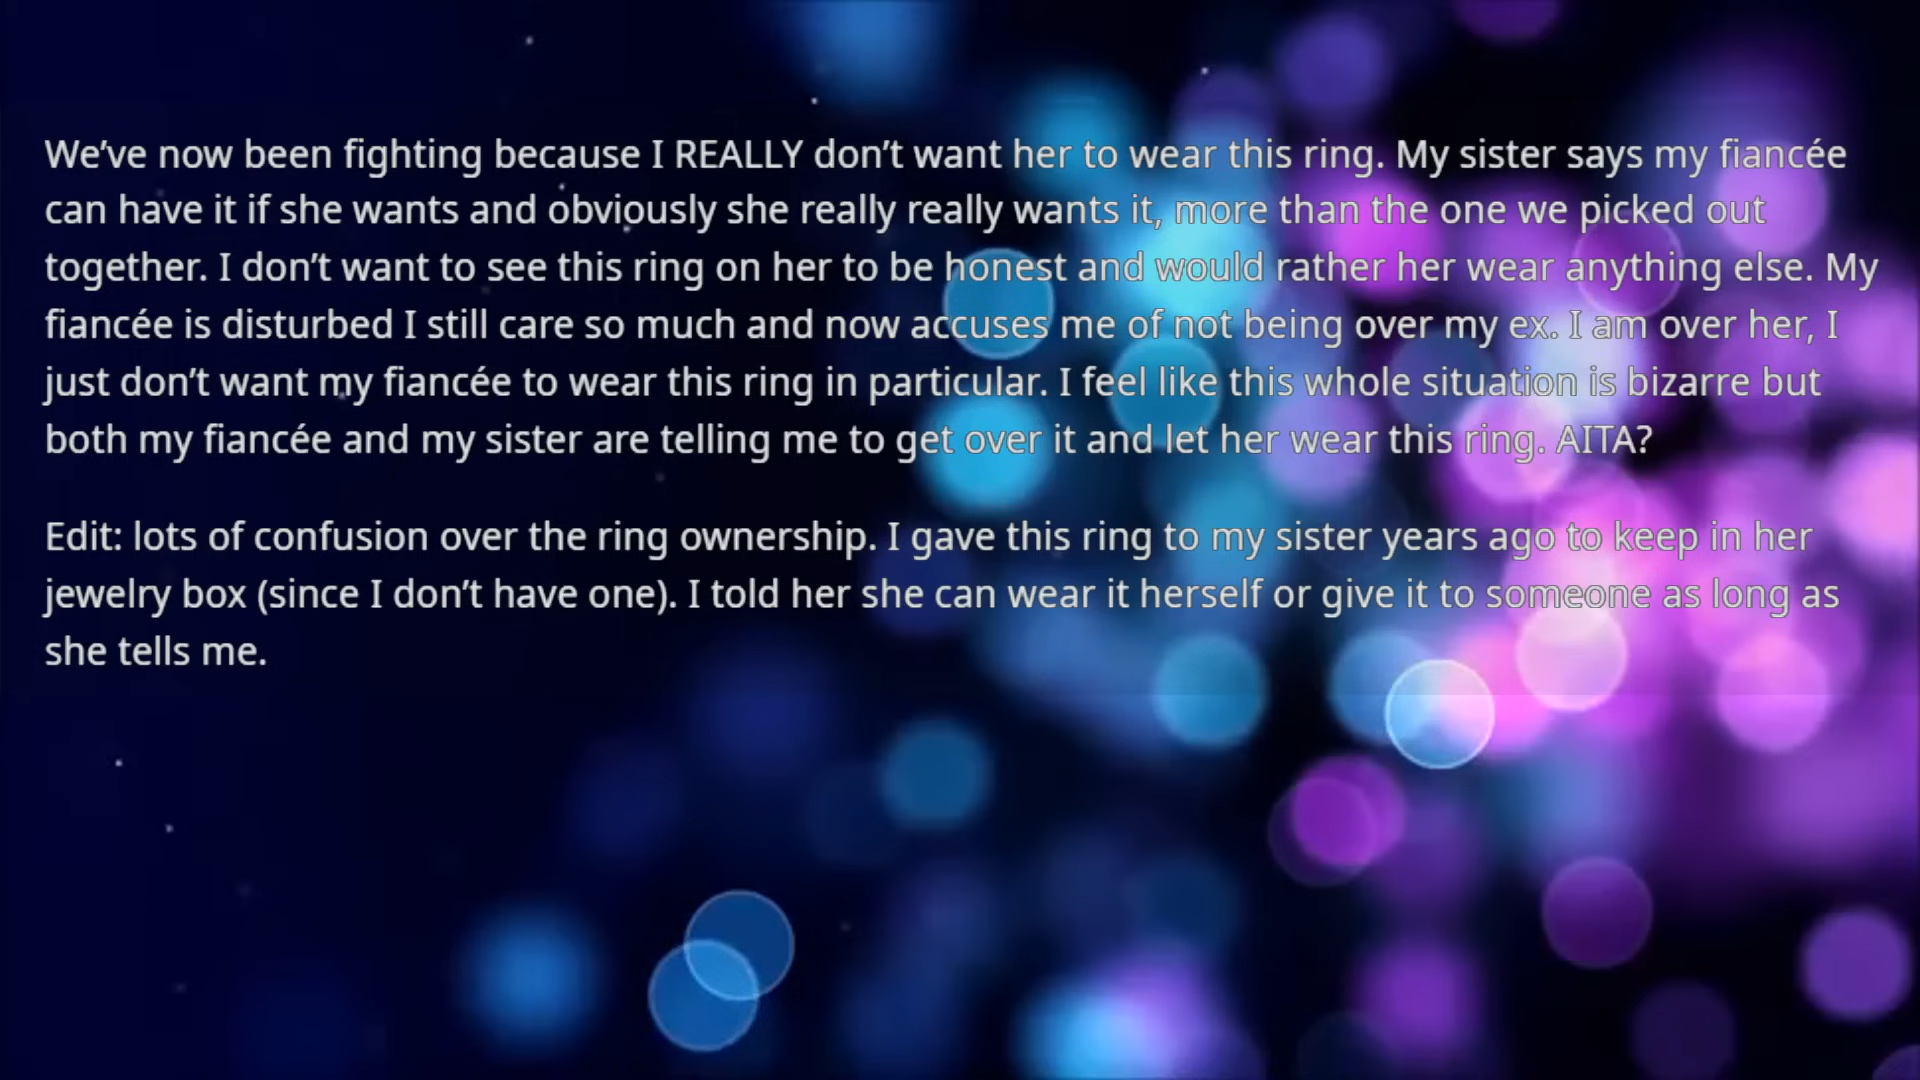 We’ve now been fighting because I REALLY don’t want her to wear this ring. My sister says my fiancée
can have it if she wants and obviously she really really wants it, more than the one we picked out
together. I don’t want to see this ring on her to be honest and would rather her wear anything else. My
fiancée is disturbed I still care so much and now accuses me of not being over my ex. I am over her, I
just don’t want my fiancée to wear this ring in particular. I feel like this whole situation is bizarre but
both my fiancée and my sister are telling me to get over it and let her wear this ring. AITA?
Edit: lots of confusion over the ring ownership. I gave this ring to my sister years ago to keep in her
jewelry box (since I don’t have one). I told her she can wear it herself or give it to someone as long as
she tells me.